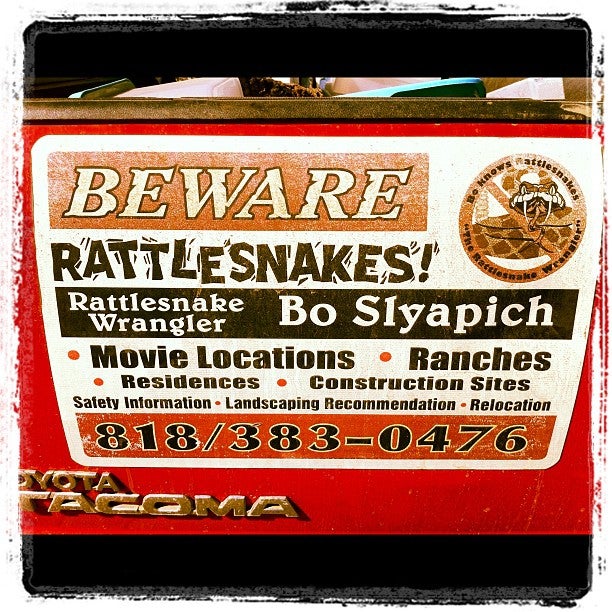 BEWARE
RATTLESNAKES!
Bo Knows Rattlesnakes
"The Rattlesnake Wrangler"
Rattlesnake Wrangler
Bo Slyapich
• Movie Locations • Ranches
• Residences • Construction Sites
Safety Information • Landscaping Recommendation • Relocation
818/383-0476
OYOTA
TACOMA